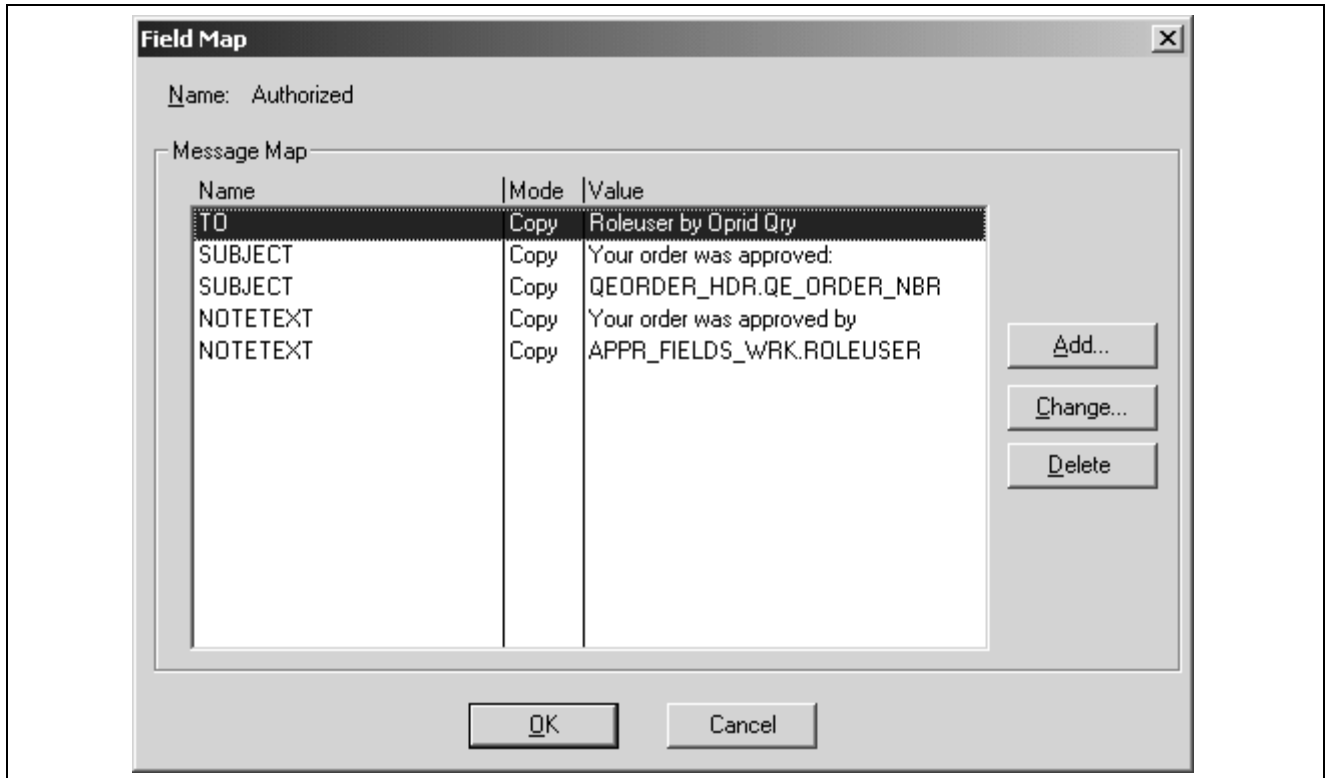 Field Map
Name: Authorized
Message Map
Name Mode Value
TO Copy Roleuser by Oprid Qry
SUBJECT Copy Your order was approved:
SUBJECT Copy QEORDER_HDR.QE_ORDER_NBR
NOTETEXT Copy Your order was approved by
NOTETEXT Copy APPR_FIELDS_WRK.ROLEUSER
Add...
Change...
Delete
OK Cancel